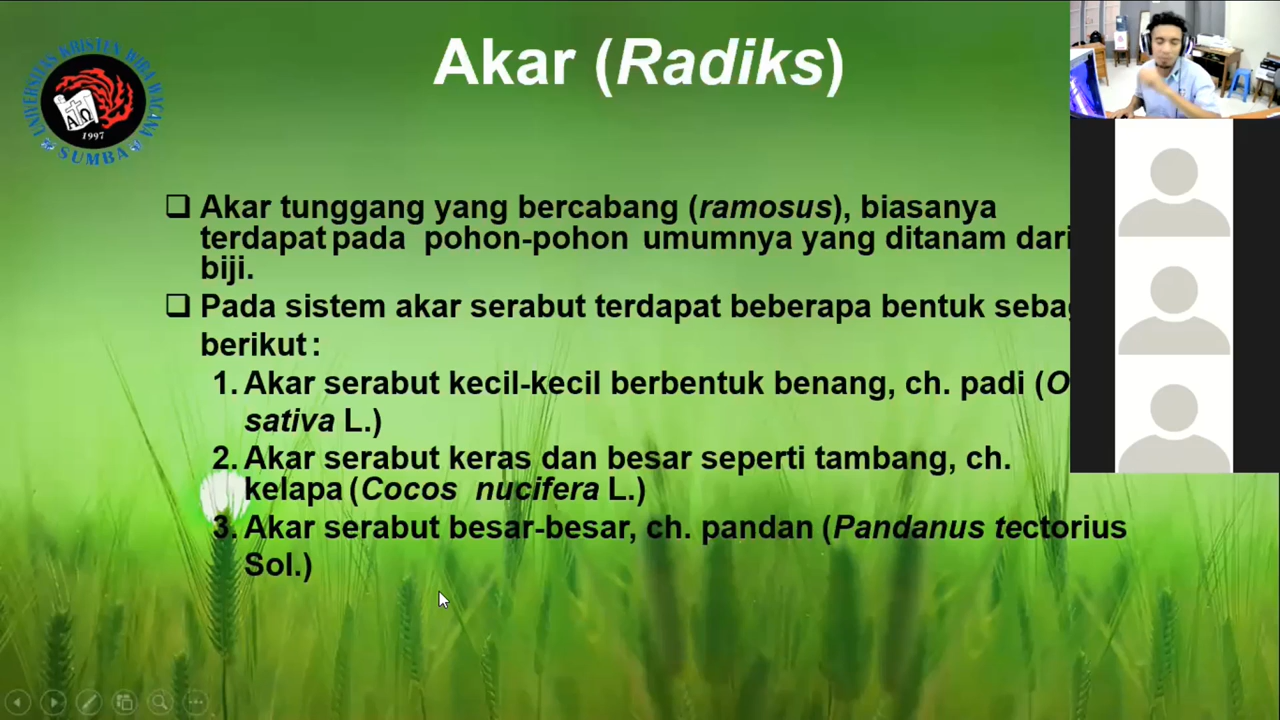 UNIVERSITAS KRISTEN WIRA WACANA
SUMBA
1997
Akar (Radiks)
❑ Akar tunggang yang bercabang (ramosus), biasanya
terdapat pada pohon-pohon umumnya yang ditanam dari
biji.
❑ Pada sistem akar serabut terdapat beberapa bentuk
berikut :
1. Akar serabut kecil-kecil berbentuk benang, ch. padi (
sativa L.)
2. Akar serabut keras dan besar seperti tambang, ch.
kelapa (Cocos nucifera L.)
3. Akar serabut besar-besar, ch. pandan (Pandanus tectorius
Sol.)